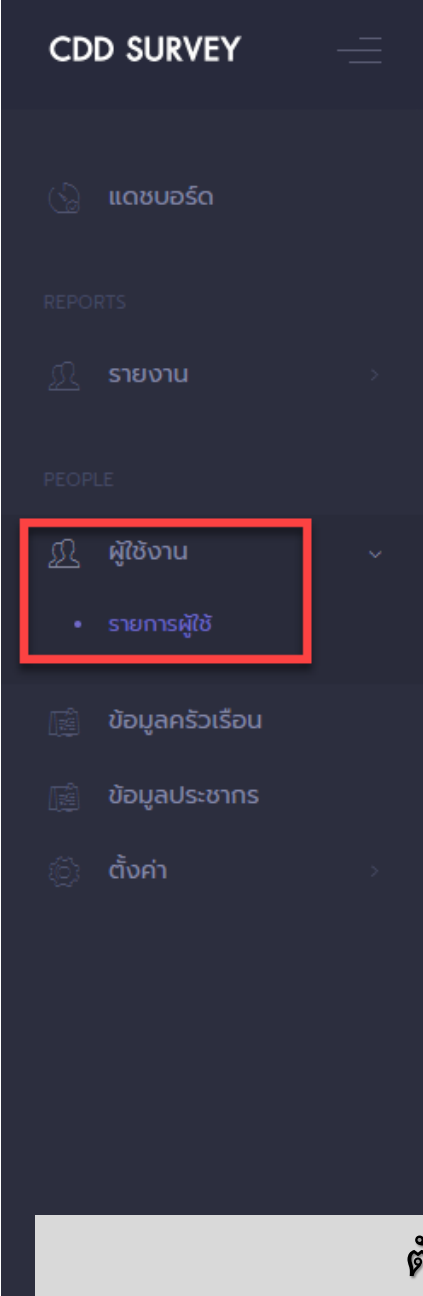 CDD SURVEY
แดชบอร์ด
REPORTS
รายงาน
PEOPLE
ผู้ใช้งาน
รายการผู้ใช้
ข้อมูลครัวเรือน
ข้อมูลประชากร
ตั้งค่า